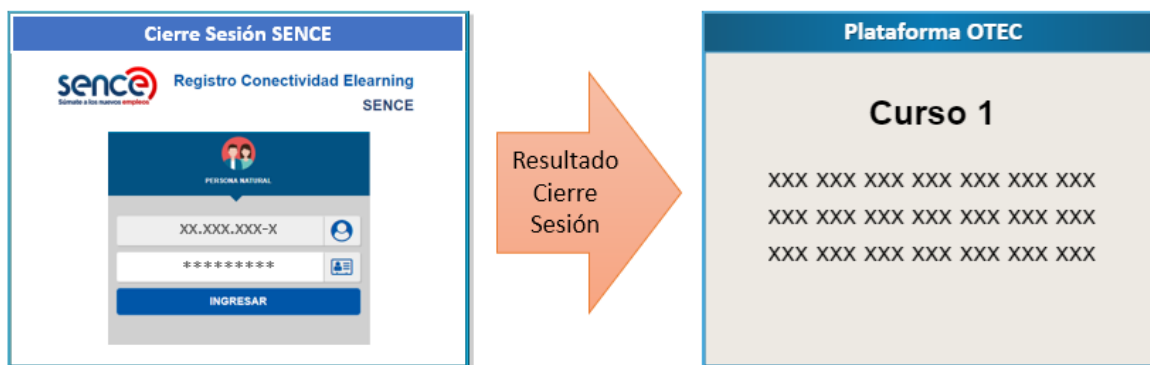 Cierre Sesión SENCE
sence
Súmate a los nuevos empleos
Registro Conectividad Elearning
SENCE
PERSONA NATURAL
XX.XXX.XXX-X
*********
INGRESAR
Resultado
Cierre
Sesión
Plataforma OTEC
Curso 1
XXX XXX XXX XXX XXX XXX XXX
XXX XXX XXX XXX XXX XXX XXX
XXX XXX XXX XXX XXX XXX XXX